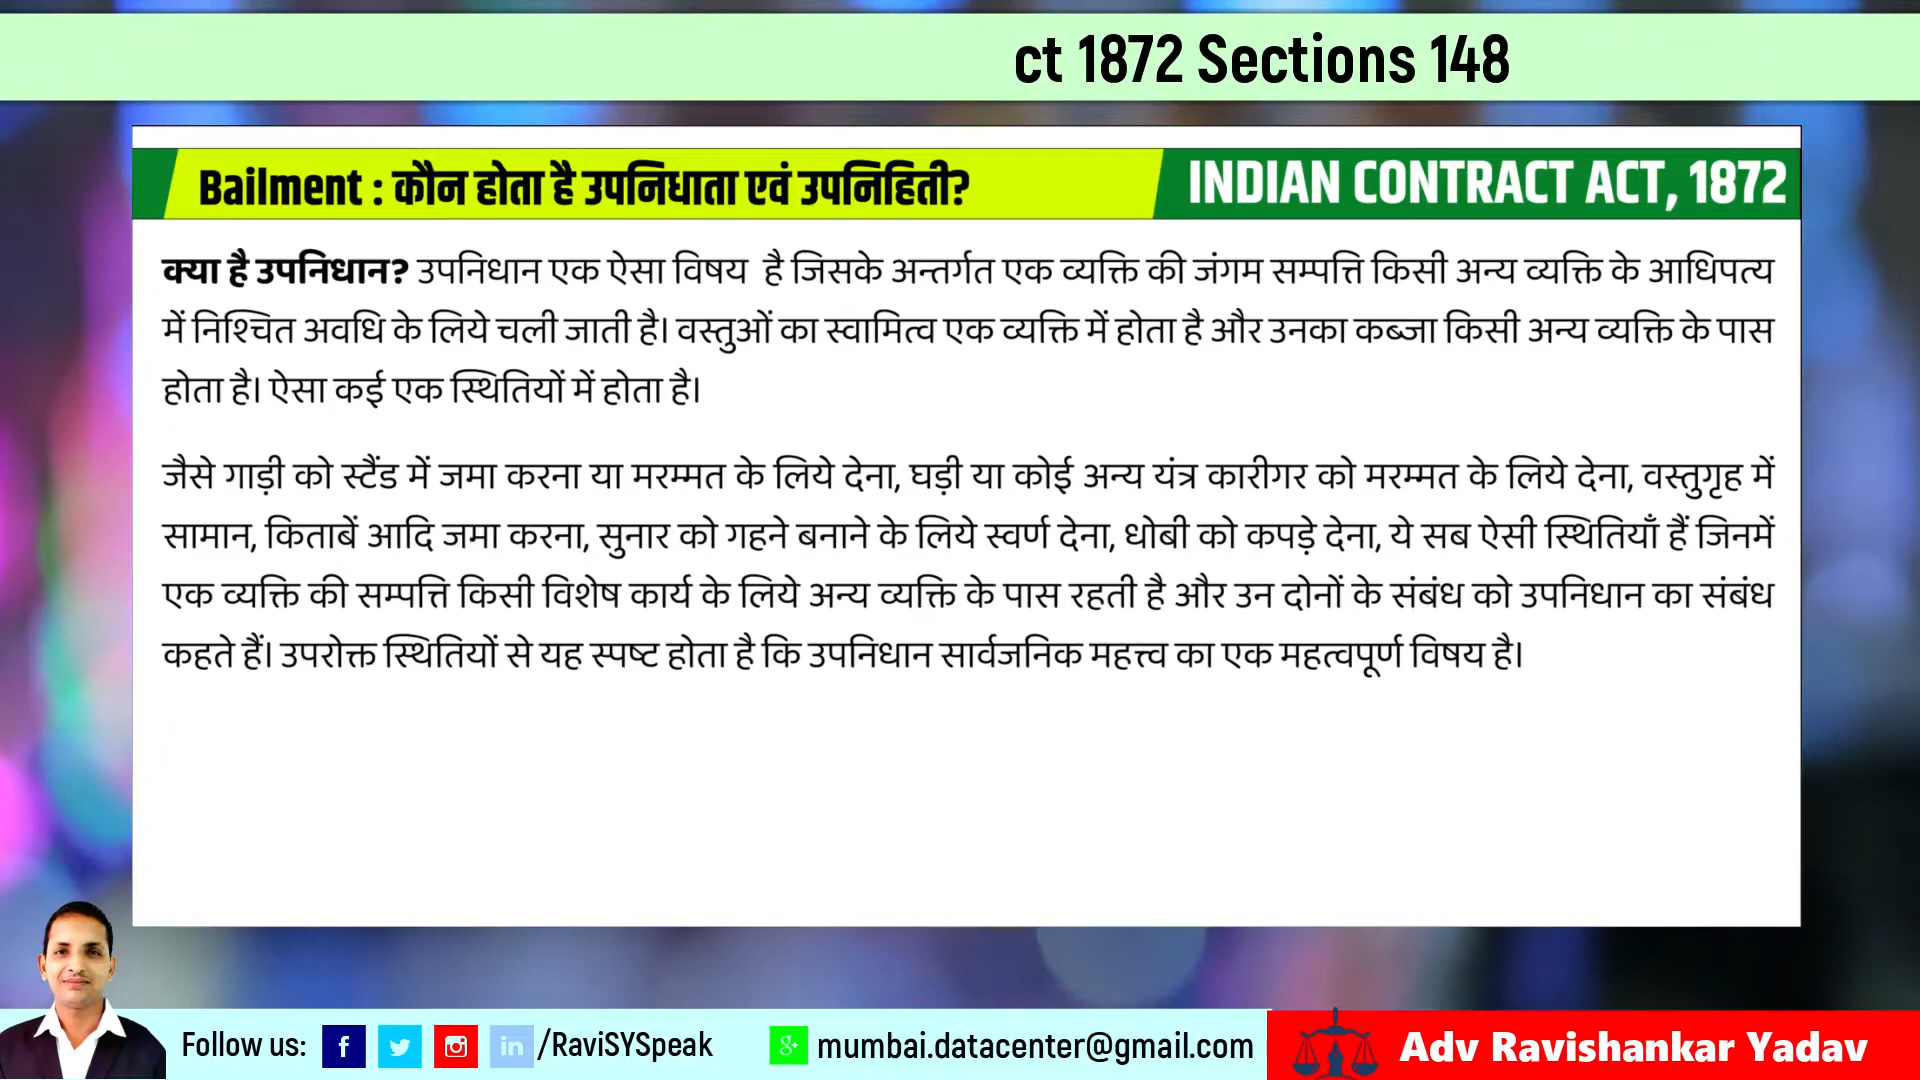 ct 1872 Sections 148
Bailment : कौन होता है उपनिधाता एवं उपनिहिती?
INDIAN CONTRACT ACT, 1872
क्या है उपनिधान? उपनिधान एक ऐसा विषय है जिसके अन्तर्गत एक व्यक्ति की जंगम सम्पत्ति किसी अन्य व्यक्ति के आधिपत्य
में निश्चित अवधि के लिये चली जाती है। वस्तुओं का स्वामित्व एक व्यक्ति में होता है और उनका कब्जा किसी अन्य व्यक्ति के पास
होता है। ऐसा कई एक स्थितियों में होता है।
जैसे गाड़ी को स्टैंड में जमा करना या मरम्मत के लिये देना, घड़ी या कोई अन्य यंत्र कारीगर को मरम्मत के लिये देना, वस्तुगृह में
सामान, किताबें आदि जमा करना, सुनार को गहने बनाने के लिये स्वर्ण देना, धोबी को कपड़े देना, ये सब ऐसी स्थितियाँ हैं जिनमें
एक व्यक्ति की सम्पत्ति किसी विशेष कार्य के लिये अन्य व्यक्ति के पास रहती है और उन दोनों के संबंध को उपनिधान का संबंध
कहते हैं। उपरोक्त स्थितियों से यह स्पष्ट होता है कि उपनिधान सार्वजनिक महत्त्व का एक महत्वपूर्ण विषय है।
Follow us: f in /RaviSYSpeak g+ mumbai.datacenter@gmail.com
Adv Ravishankar Yadav